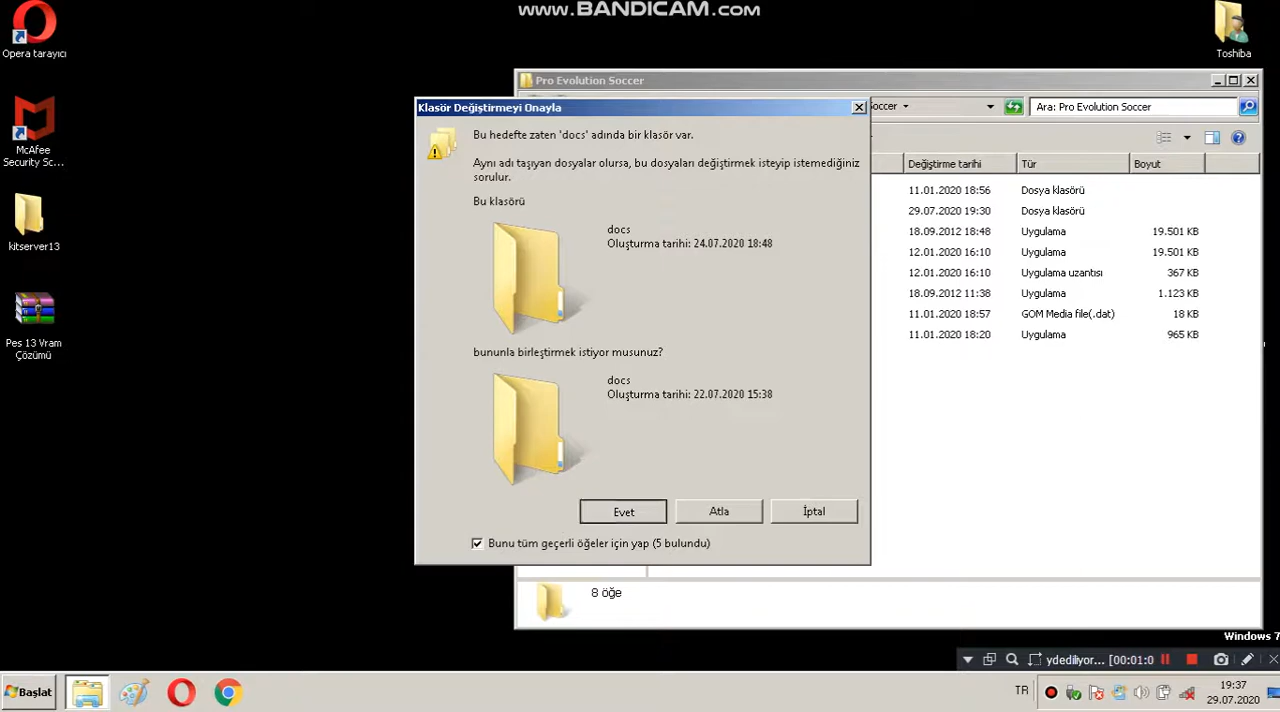 www.BANDICAM.com
Opera tarayıcı
McAfee
Security Sc...
kitserver13
Pes 13 Vram
Çözümü
Toshiba
Pro Evolution Soccer
Soccer
Ara: Pro Evolution Soccer
Değiştirme tarihi Tür Boyut
11.01.2020 18:56 Dosya klasörü
29.07.2020 19:30 Dosya klasörü
18.09.2012 18:48 Uygulama 19.501 KB
12.01.2020 16:10 Uygulama 19.501 KB
12.01.2020 16:10 Uygulama uzantısı 367 KB
18.09.2012 11:38 Uygulama 1.123 KB
11.01.2020 18:57 GOM Media file(.dat) 18 KB
11.01.2020 18:20 Uygulama 965 KB
8 öğe
Klasör Değiştirmeyi Onayla
Bu hedefte zaten 'docs' adında bir klasör var.
Aynı adı taşıyan dosyalar olursa, bu dosyaları değiştirmek isteyip istemediğiniz
sorulur.
Bu klasörü
docs
Oluşturma tarihi: 24.07.2020 18:48
bununla birleştirmek istiyor musunuz?
docs
Oluşturma tarihi: 22.07.2020 15:38
Evet Atla İptal
Bunu tüm geçerli öğeler için yap (5 bulundu)
Windows 7
ydediliyor... [00:01:0
Başlat
TR
19:37
29.07.2020